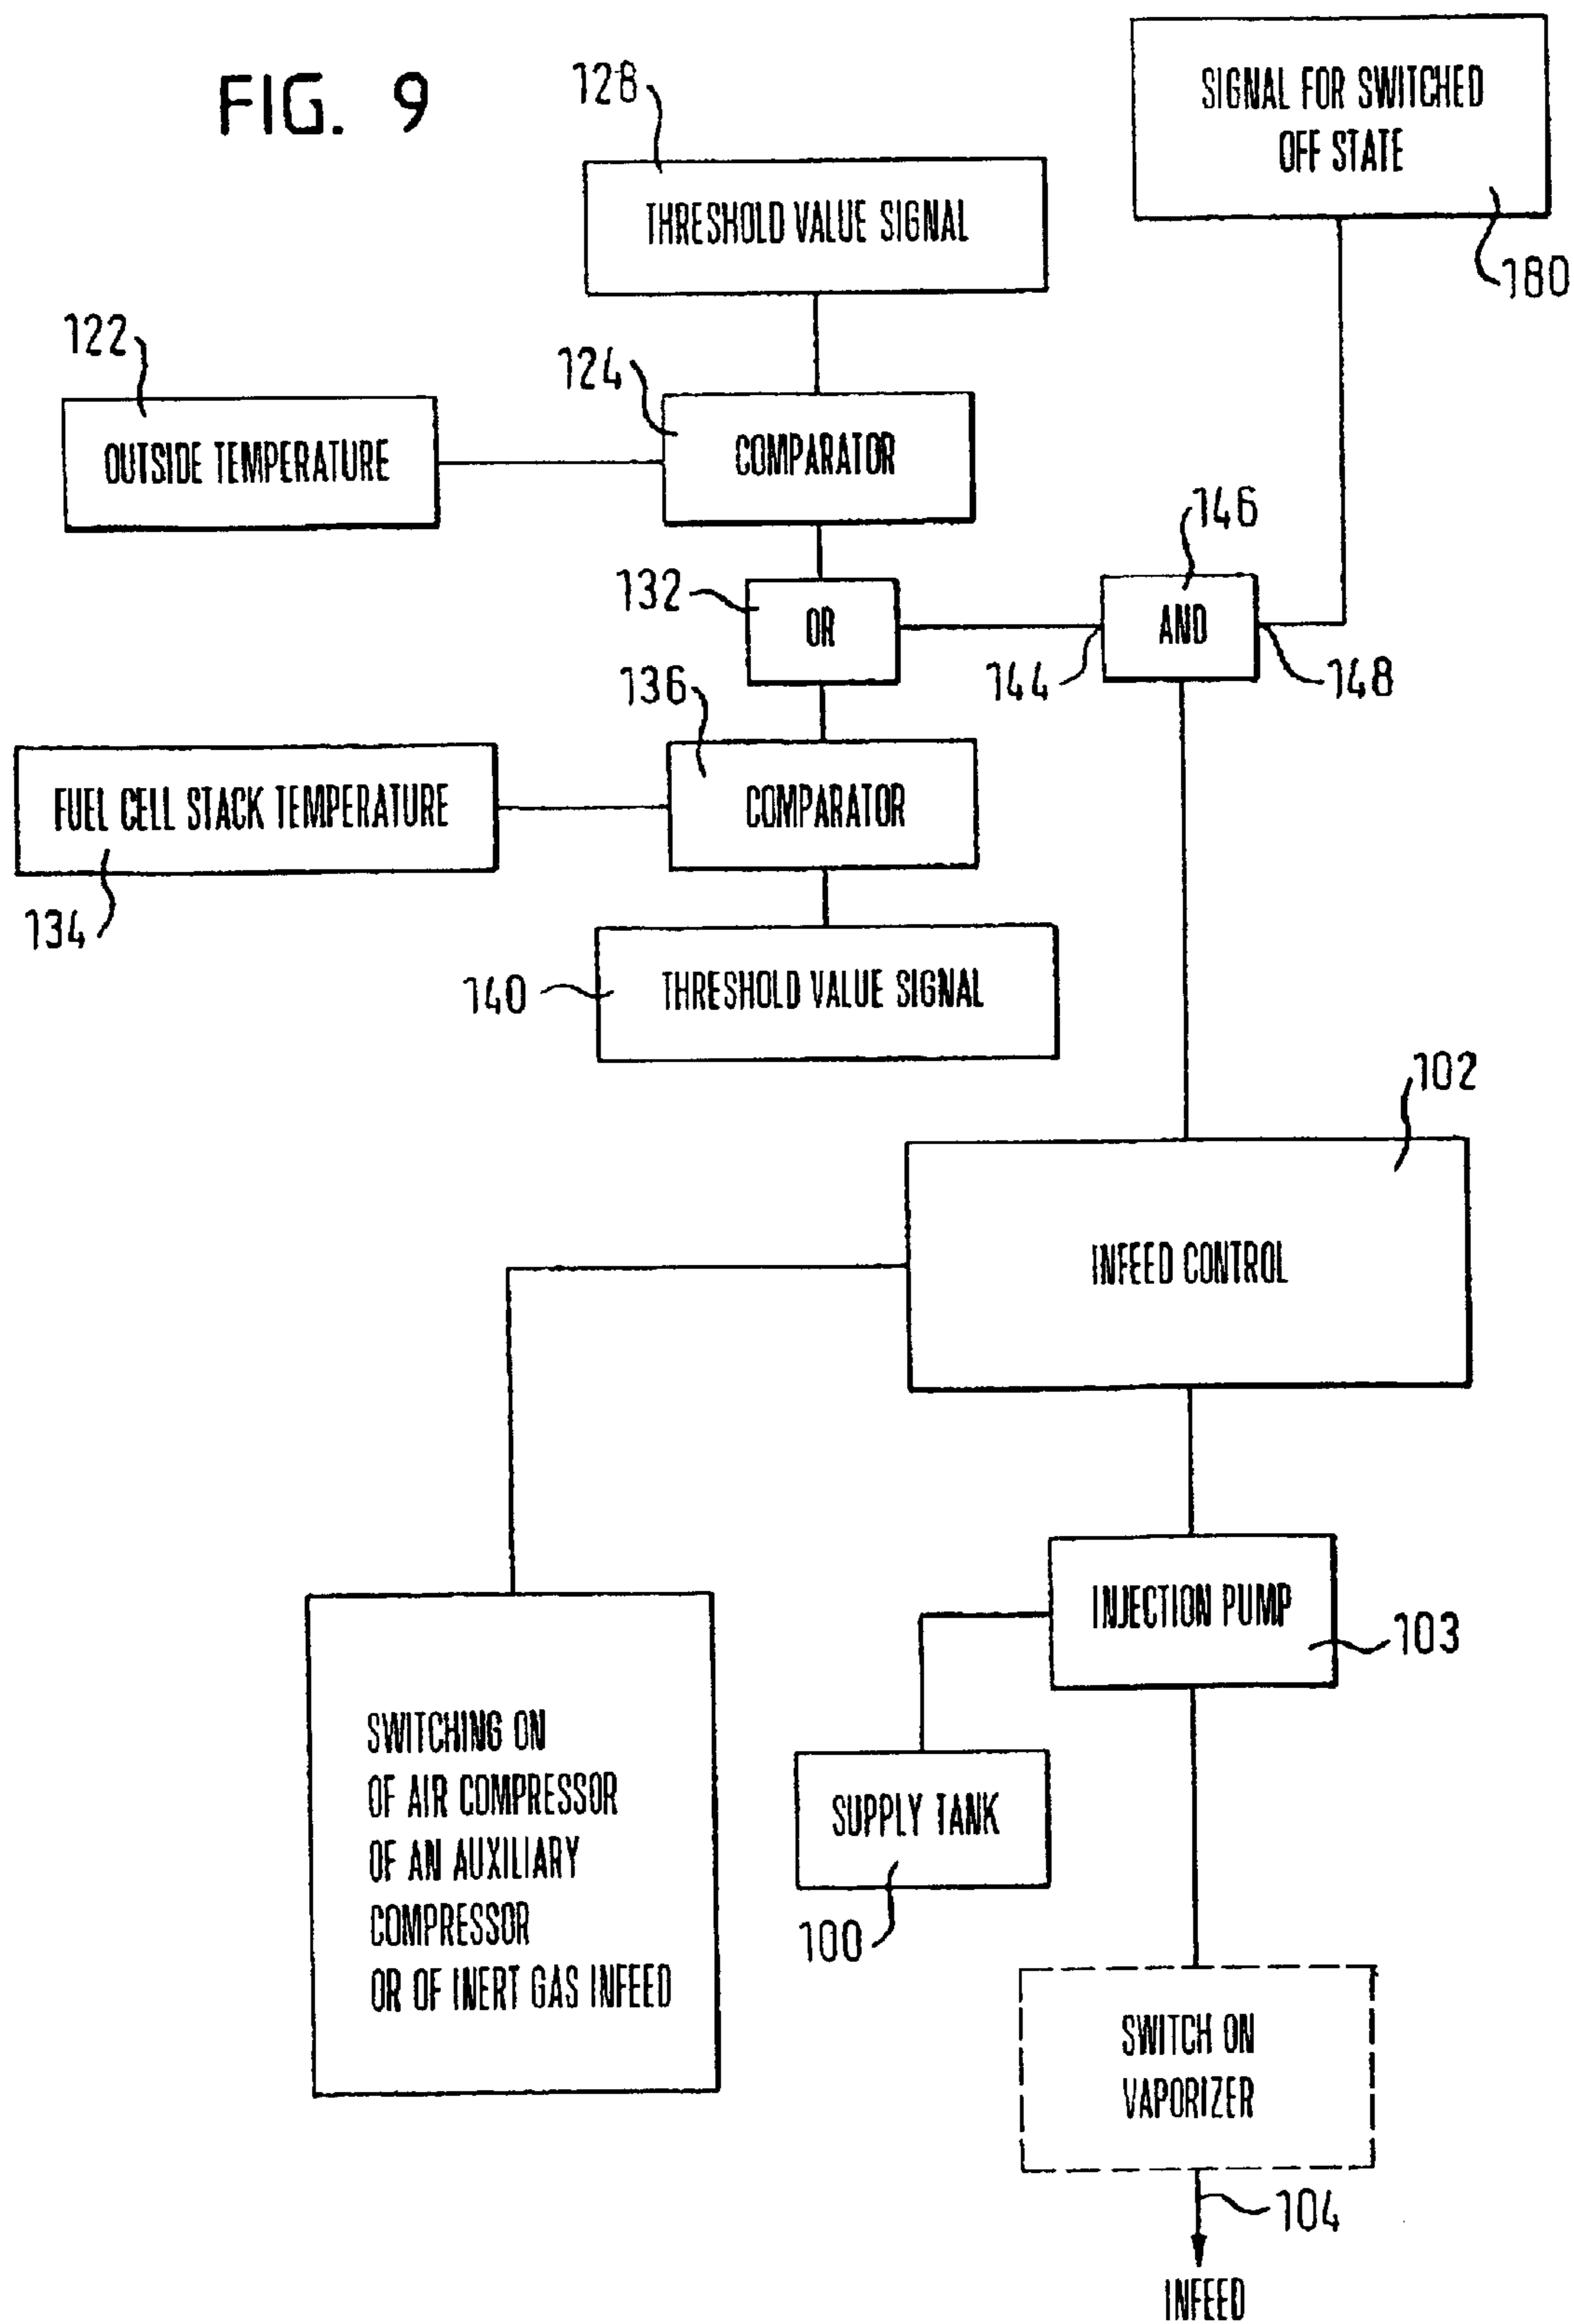 FIG. 9
128
SIGNAL FOR SWITCHED
OFF STATE
180
THRESHOLD VALUE SIGNAL
122
124
OUTSIDE TEMPERATURE
COMPARATOR
146
132
OR
AND
144
148
136
FUEL CELL STACK TEMPERATURE
COMPARATOR
134
140
THRESHOLD VALUE SIGNAL
102
INFEED CONTROL
INJECTION PUMP
103
SWITCHING ON
OF AIR COMPRESSOR
OF AN AUXILIARY
COMPRESSOR
OR OF INERT GAS INFEED
SUPPLY TANK
100
SWITCH ON
VAPORIZER
104
INFEED